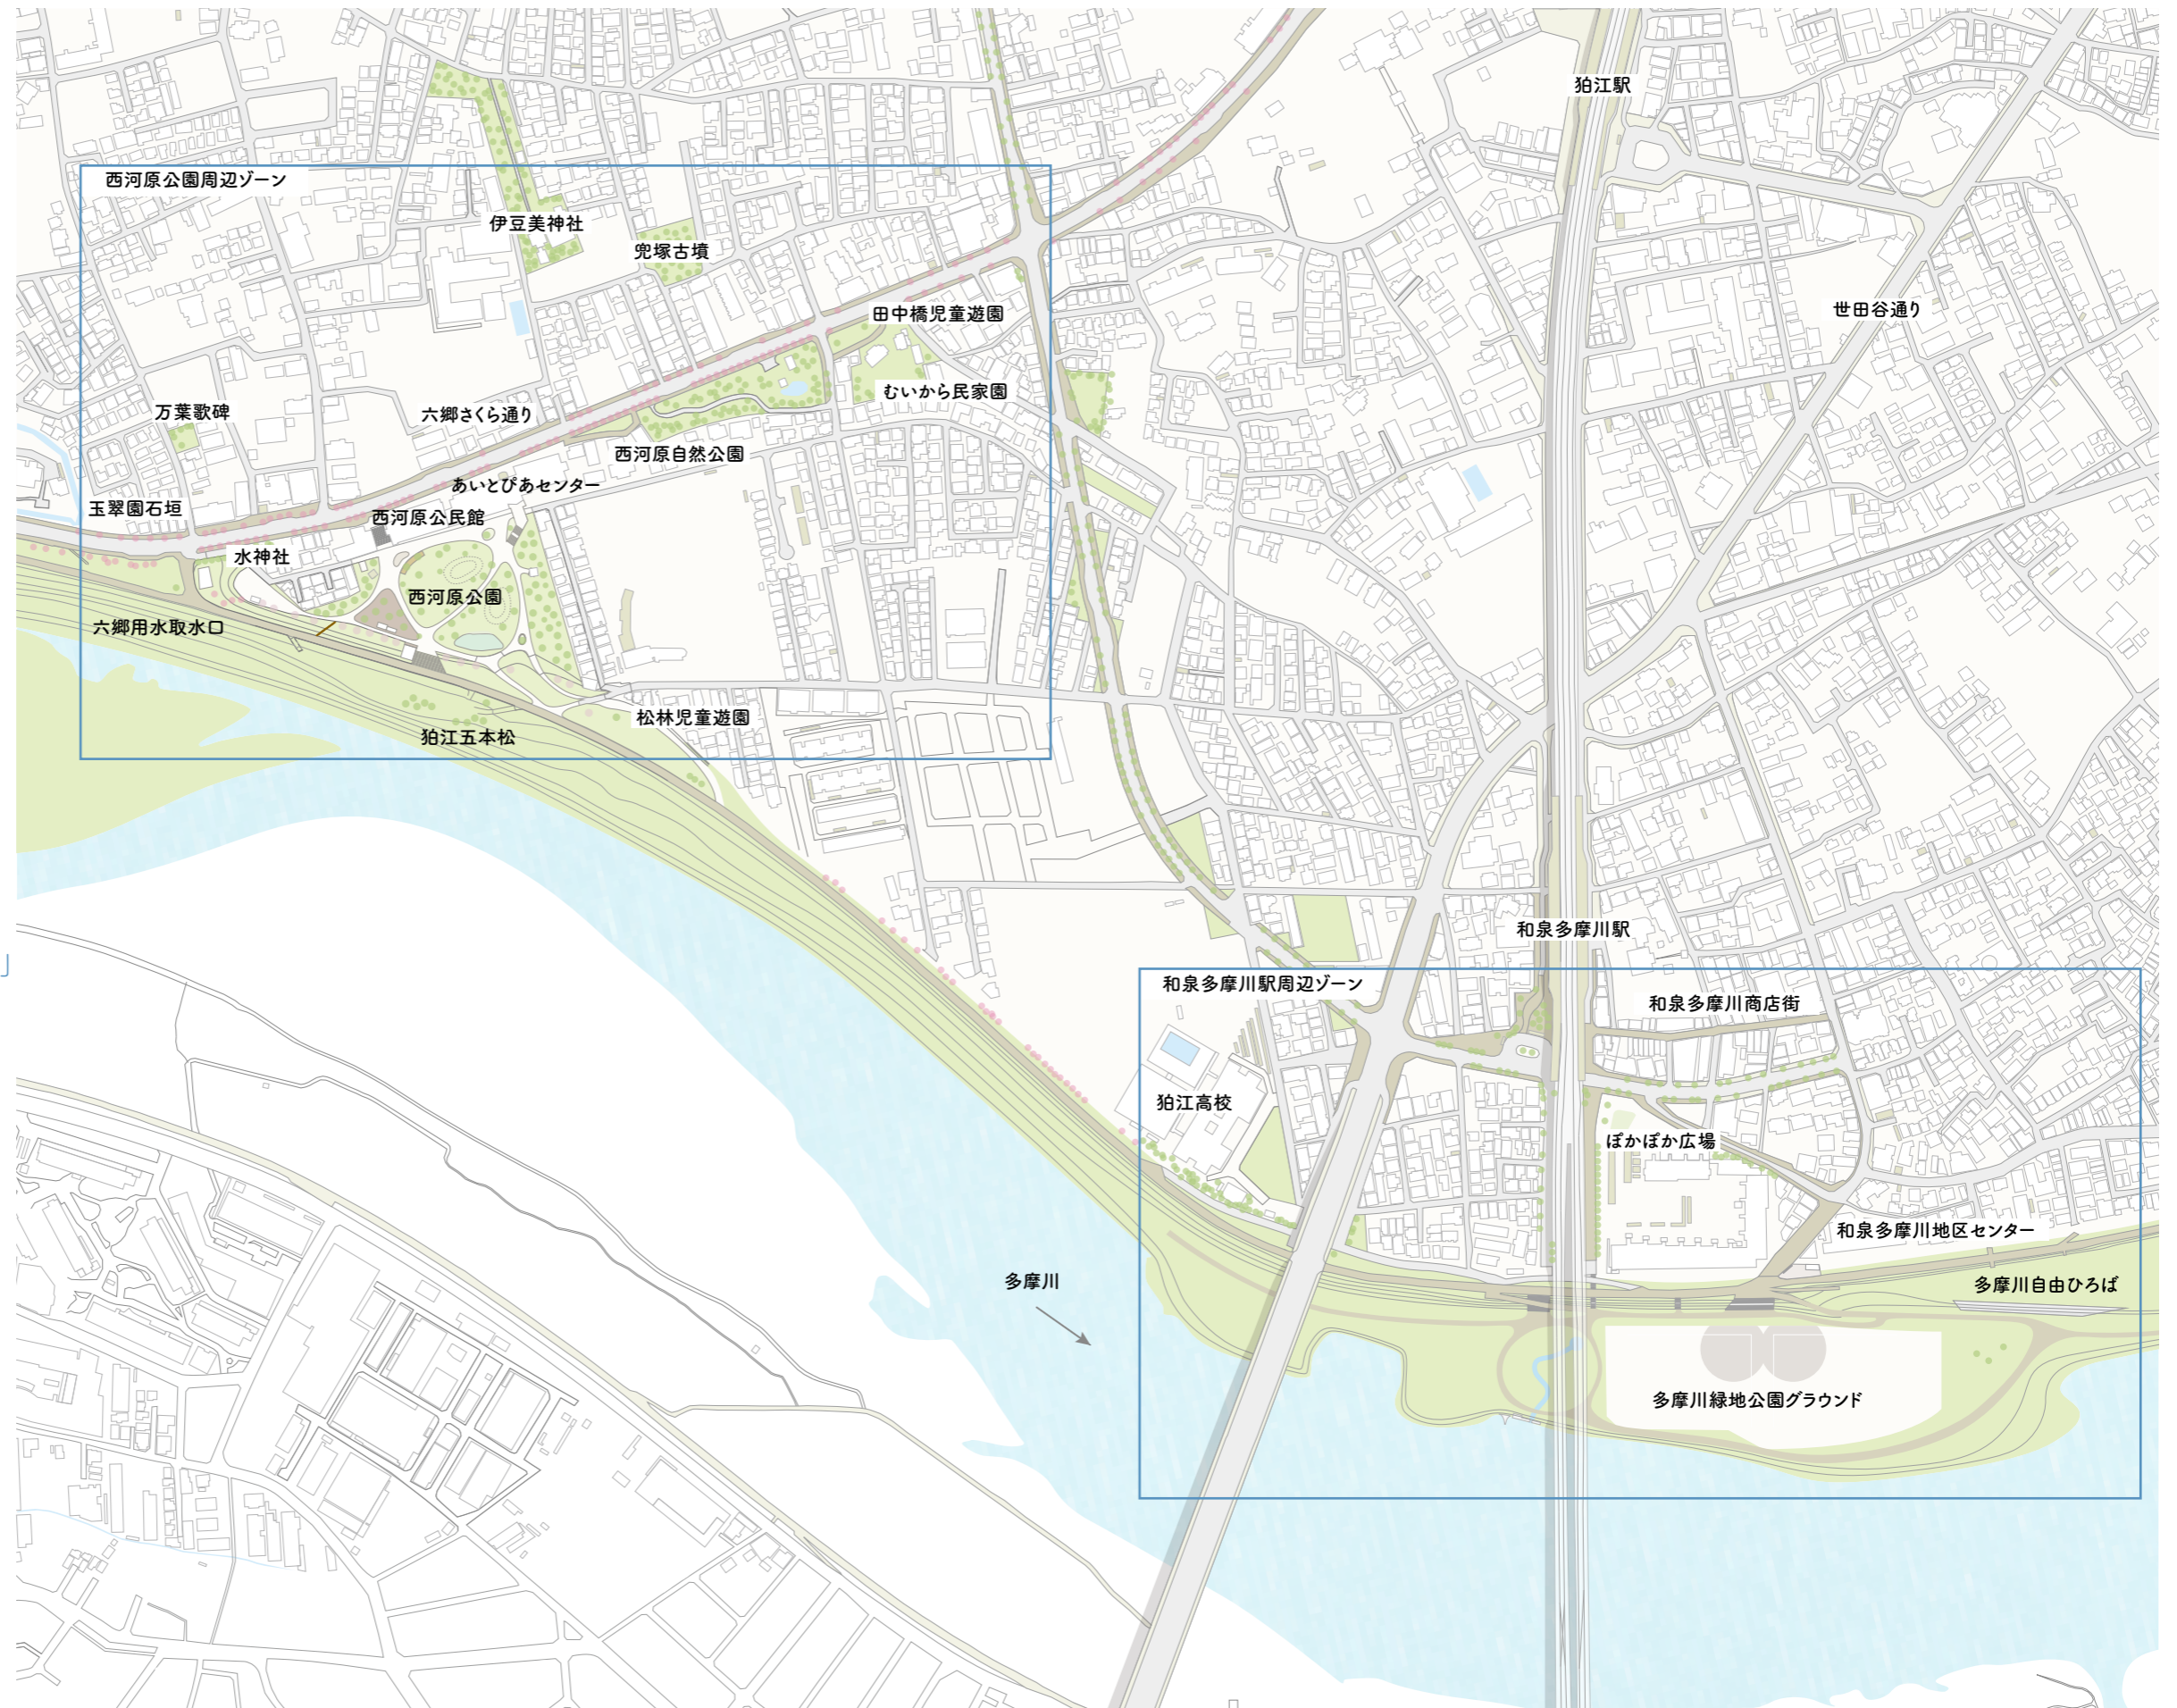 狛江駅
西河原公園周辺ゾーン
伊豆美神社
兜塚古墳
田中橋児童遊園
世田谷通り
むいから民家園
万葉歌碑
六郷さくら通り
西河原自然公園
あいとぴあセンター
玉翠園石垣
西河原公民館
水神社
西河原公園
六郷用水取水口
松林児童遊園
狛江五本松
和泉多摩川駅
和泉多摩川駅周辺ゾーン
和泉多摩川商店街
狛江高校
ぽかぽか広場
和泉多摩川地区センター
多摩川
多摩川自由ひろば
多摩川緑地公園グラウンド